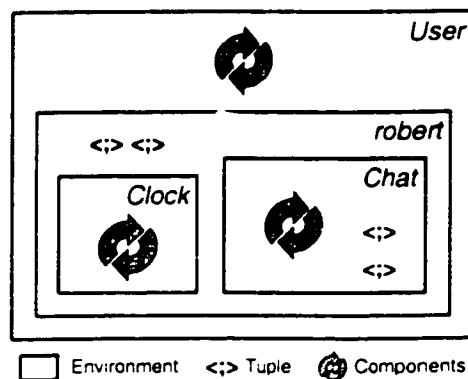 User
robert
<;> <;>
Clock
Chat
<;>
<;>
Environment <;> Tuple Components